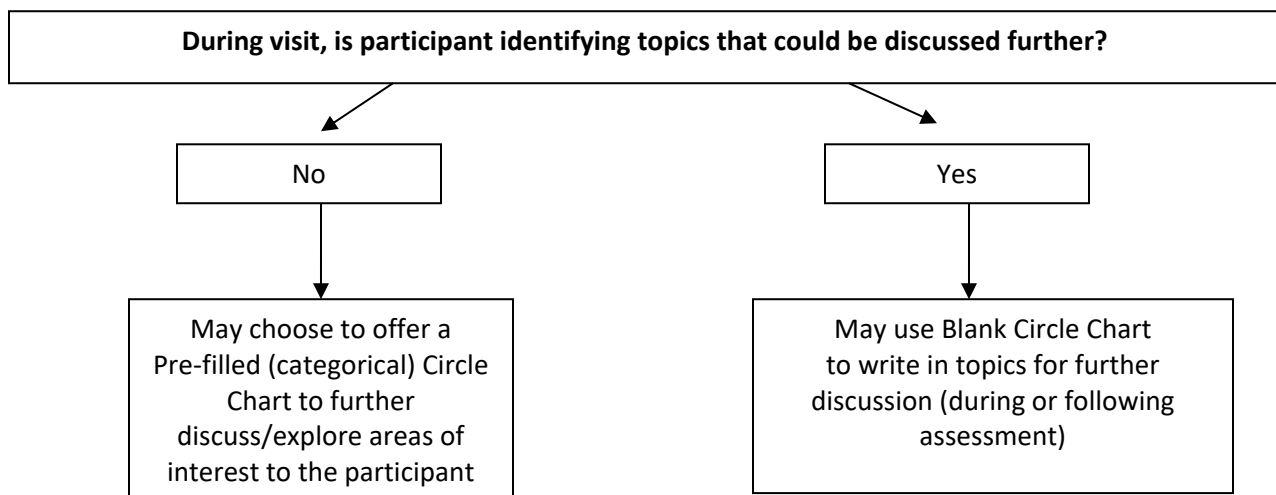 During visit, is participant identifying topics that could be discussed further?
No
Yes
May choose to offer a
Pre-filled (categorical) Circle
Chart to further
discuss/explore areas of
interest to the participant
May use Blank Circle Chart
to write in topics for further
discussion (during or following
assessment)